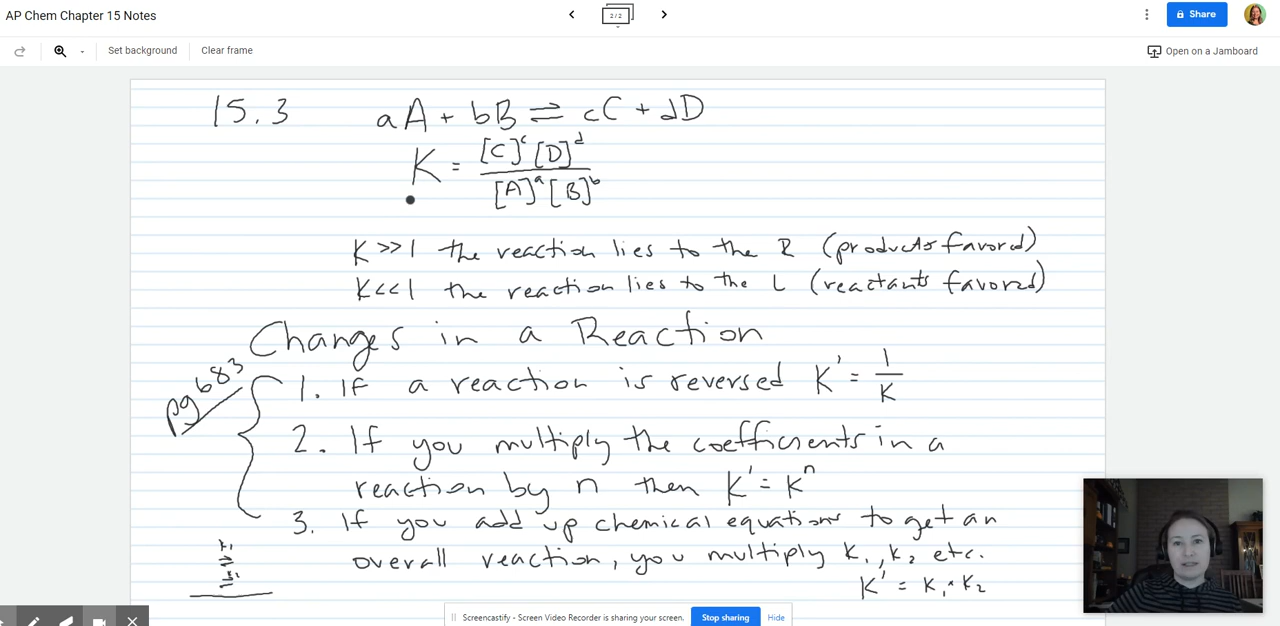 AP Chem Chapter 15 Notes
2 / 2
Share
Set background
Clear frame
Open on a Jamboard
15.3 aA + bB ⇌ cC + dD
K = [C]^c [D]^d / [A]^a [B]^b
K >> 1 the reaction lies to the R (products favored)
K << 1 the reaction lies to the L (reactants favored)
Changes in a Reaction
pg 683
1. If a reaction is reversed K' = 1/K
2. If you multiply the coefficients in a
reaction by n then K' = K^n
3. If you add up chemical equations to get an
overall reaction, you multiply K₁, K₂ etc.
K₁
⇌
K₂
⇌
K' = K₁ · K₂
Screencastify - Screen Video Recorder is sharing your screen.
Stop sharing
Hide